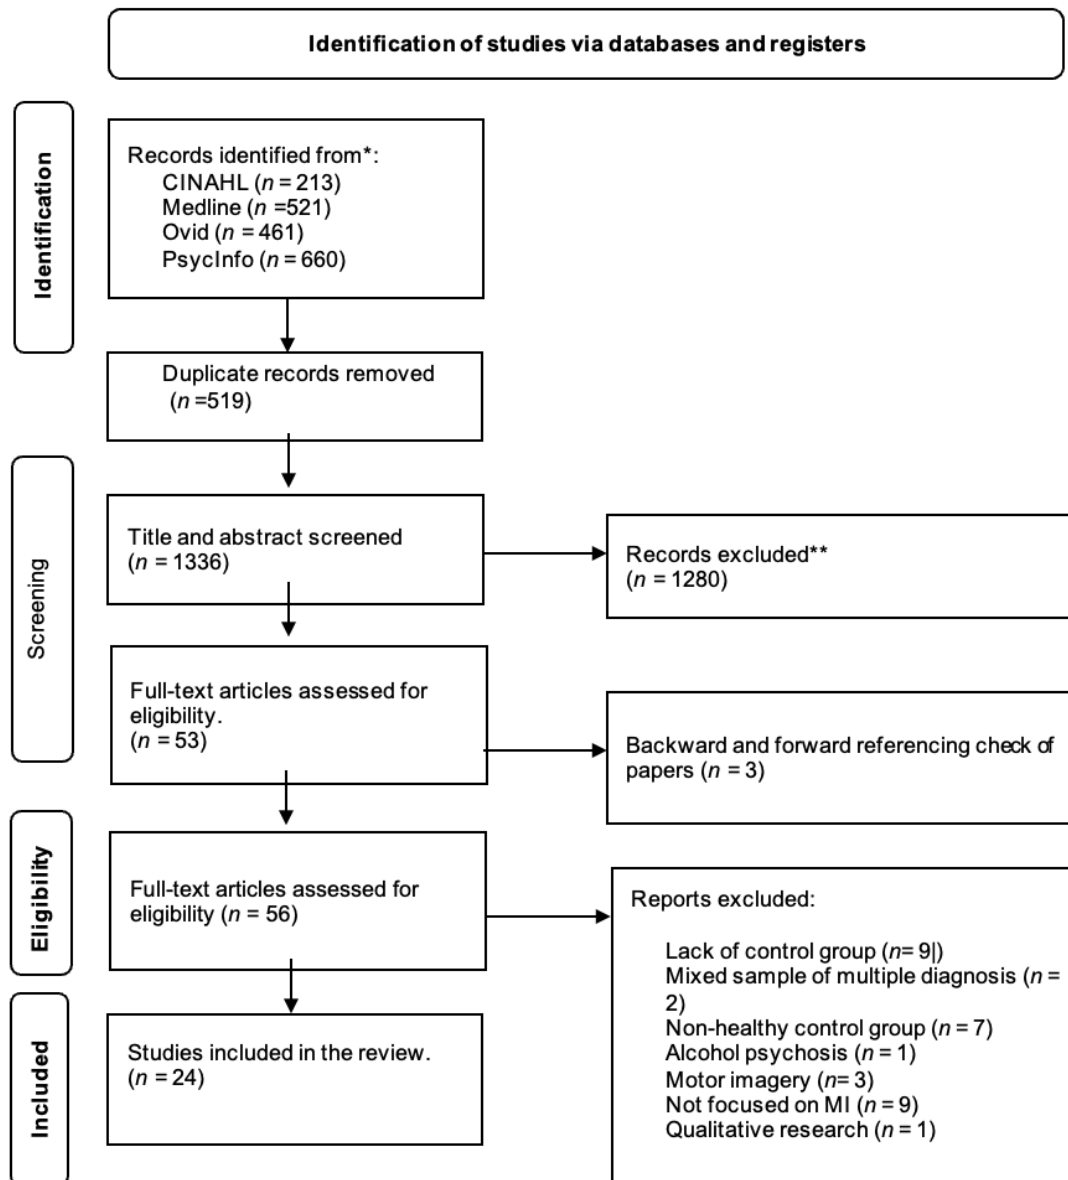 Identification of studies via databases and registers
Identification
Records identified from*:
CINAHL (n = 213)
Medline (n =521)
Ovid (n = 461)
PsycInfo (n = 660)
Duplicate records removed
(n =519)
Screening
Title and abstract screened
(n = 1336)
Records excluded**
(n = 1280)
Full-text articles assessed for
eligibility.
(n = 53)
Backward and forward referencing check of
papers (n = 3)
Eligibility
Full-text articles assessed for
eligibility (n = 56)
Reports excluded:
Lack of control group (n= 9|)
Mixed sample of multiple diagnosis (n =
2)
Non-healthy control group (n = 7)
Alcohol psychosis (n = 1)
Motor imagery (n= 3)
Not focused on MI (n = 9)
Qualitative research (n = 1)
Included
Studies included in the review.
(n = 24)